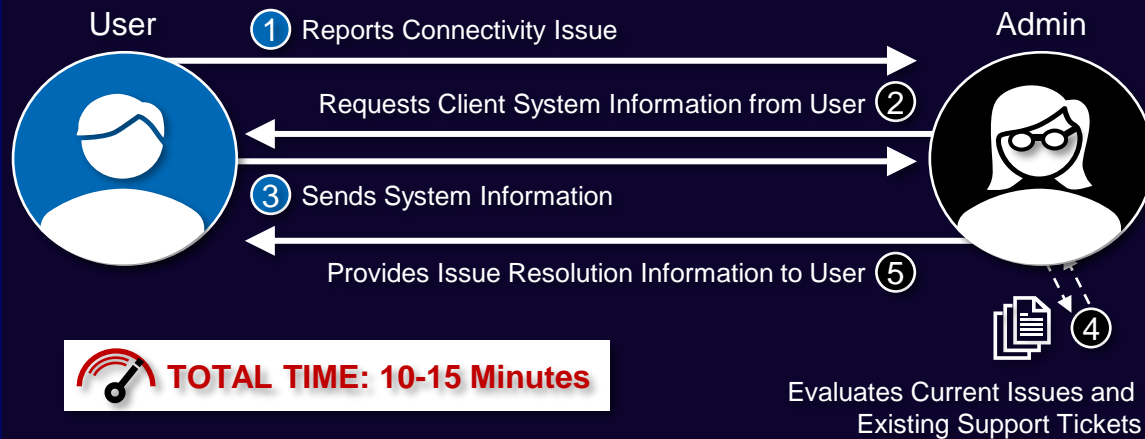 User
Admin
1 Reports Connectivity Issue
Requests Client System Information from User 2
3 Sends System Information
Provides Issue Resolution Information to User 5
4
TOTAL TIME: 10-15 Minutes
Evaluates Current Issues and
Existing Support Tickets